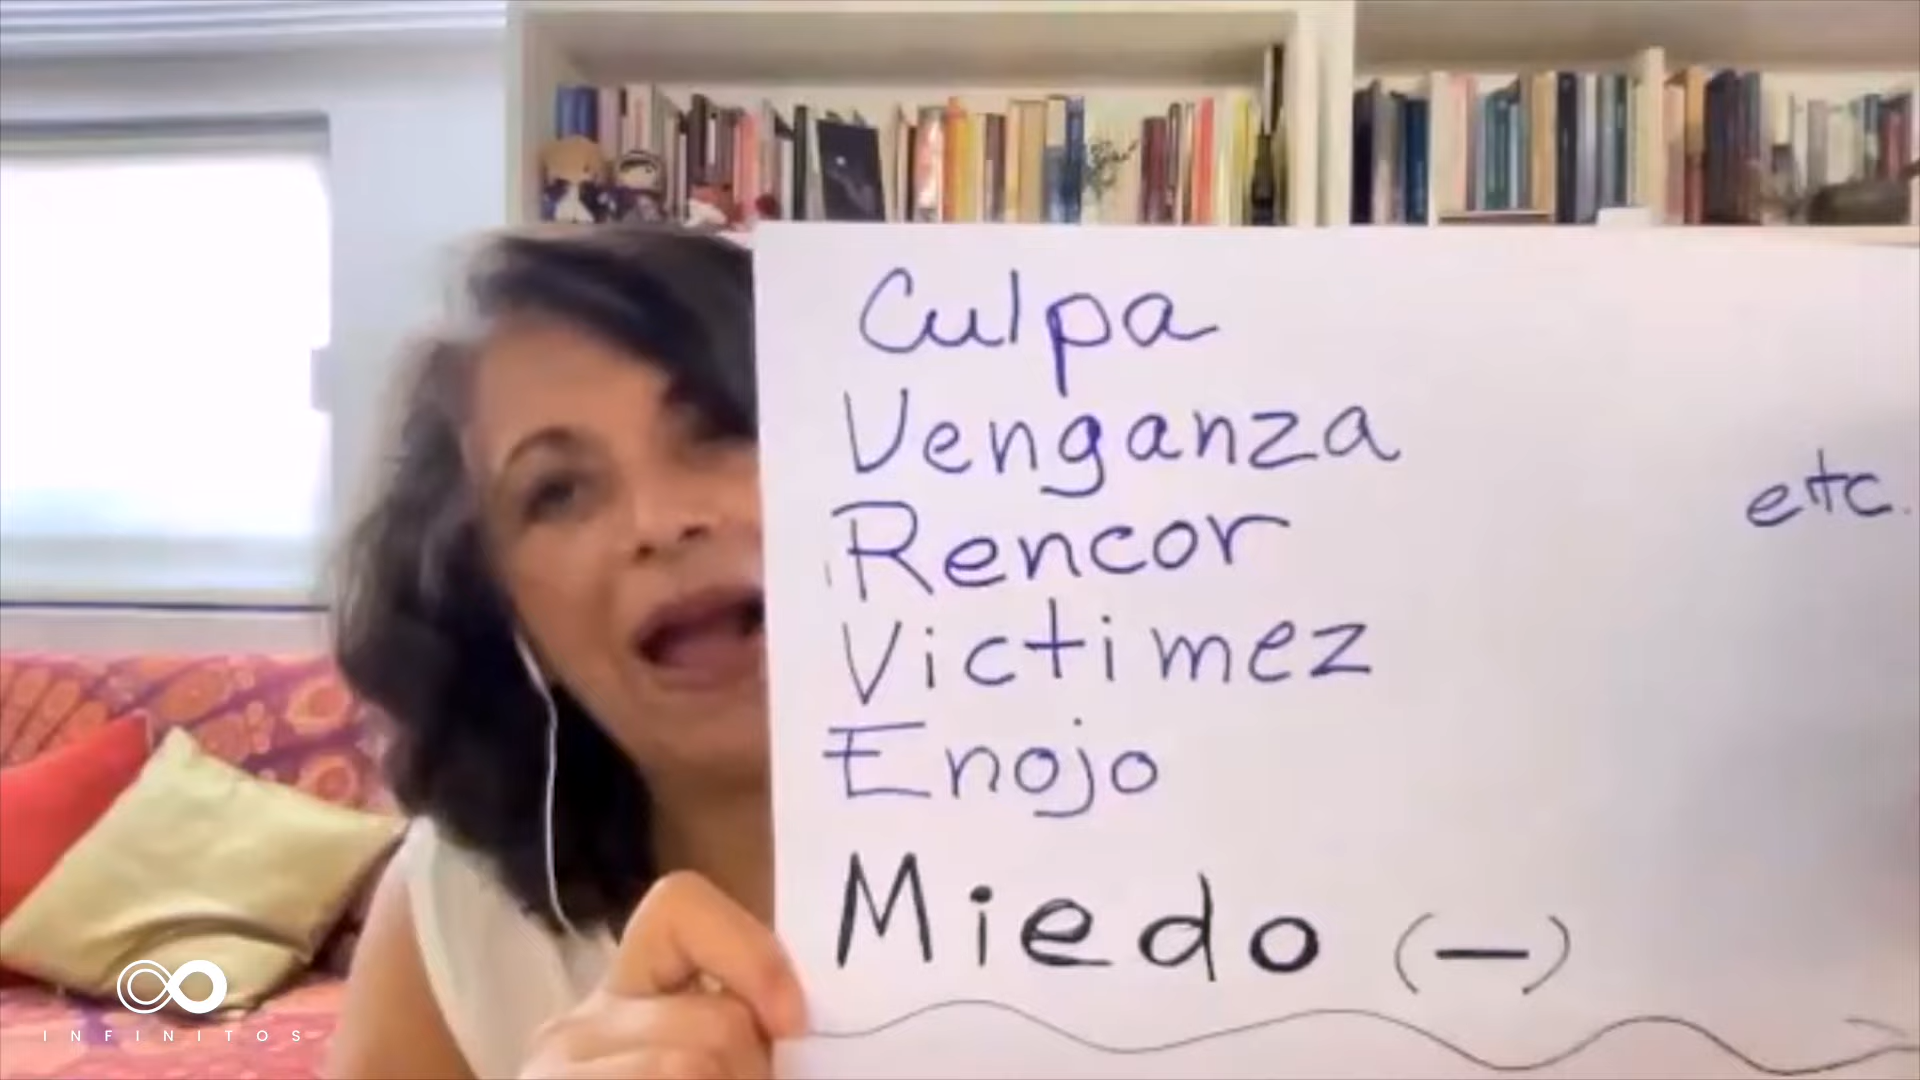 Culpa
Venganza
etc.
Rencor
Victimez
Enojo
Miedo (-)
INFINITOS